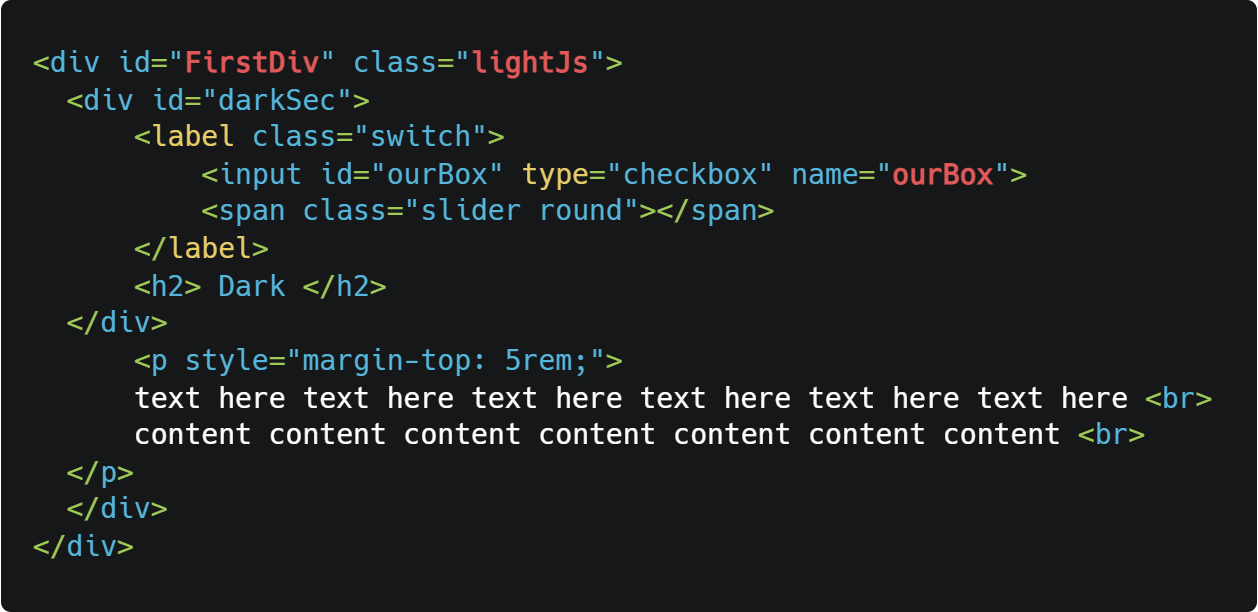 <div id="FirstDiv" class="lightJs">
  <div id="darkSec">
      <label class="switch">
          <input id="ourBox" type="checkbox" name="ourBox">
          <span class="slider round"></span>
      </label>
      <h2> Dark </h2>
  </div>
      <p style="margin-top: 5rem;">
      text here text here text here text here text here text here <br>
      content content content content content content content <br>
  </p>
  </div>
</div>